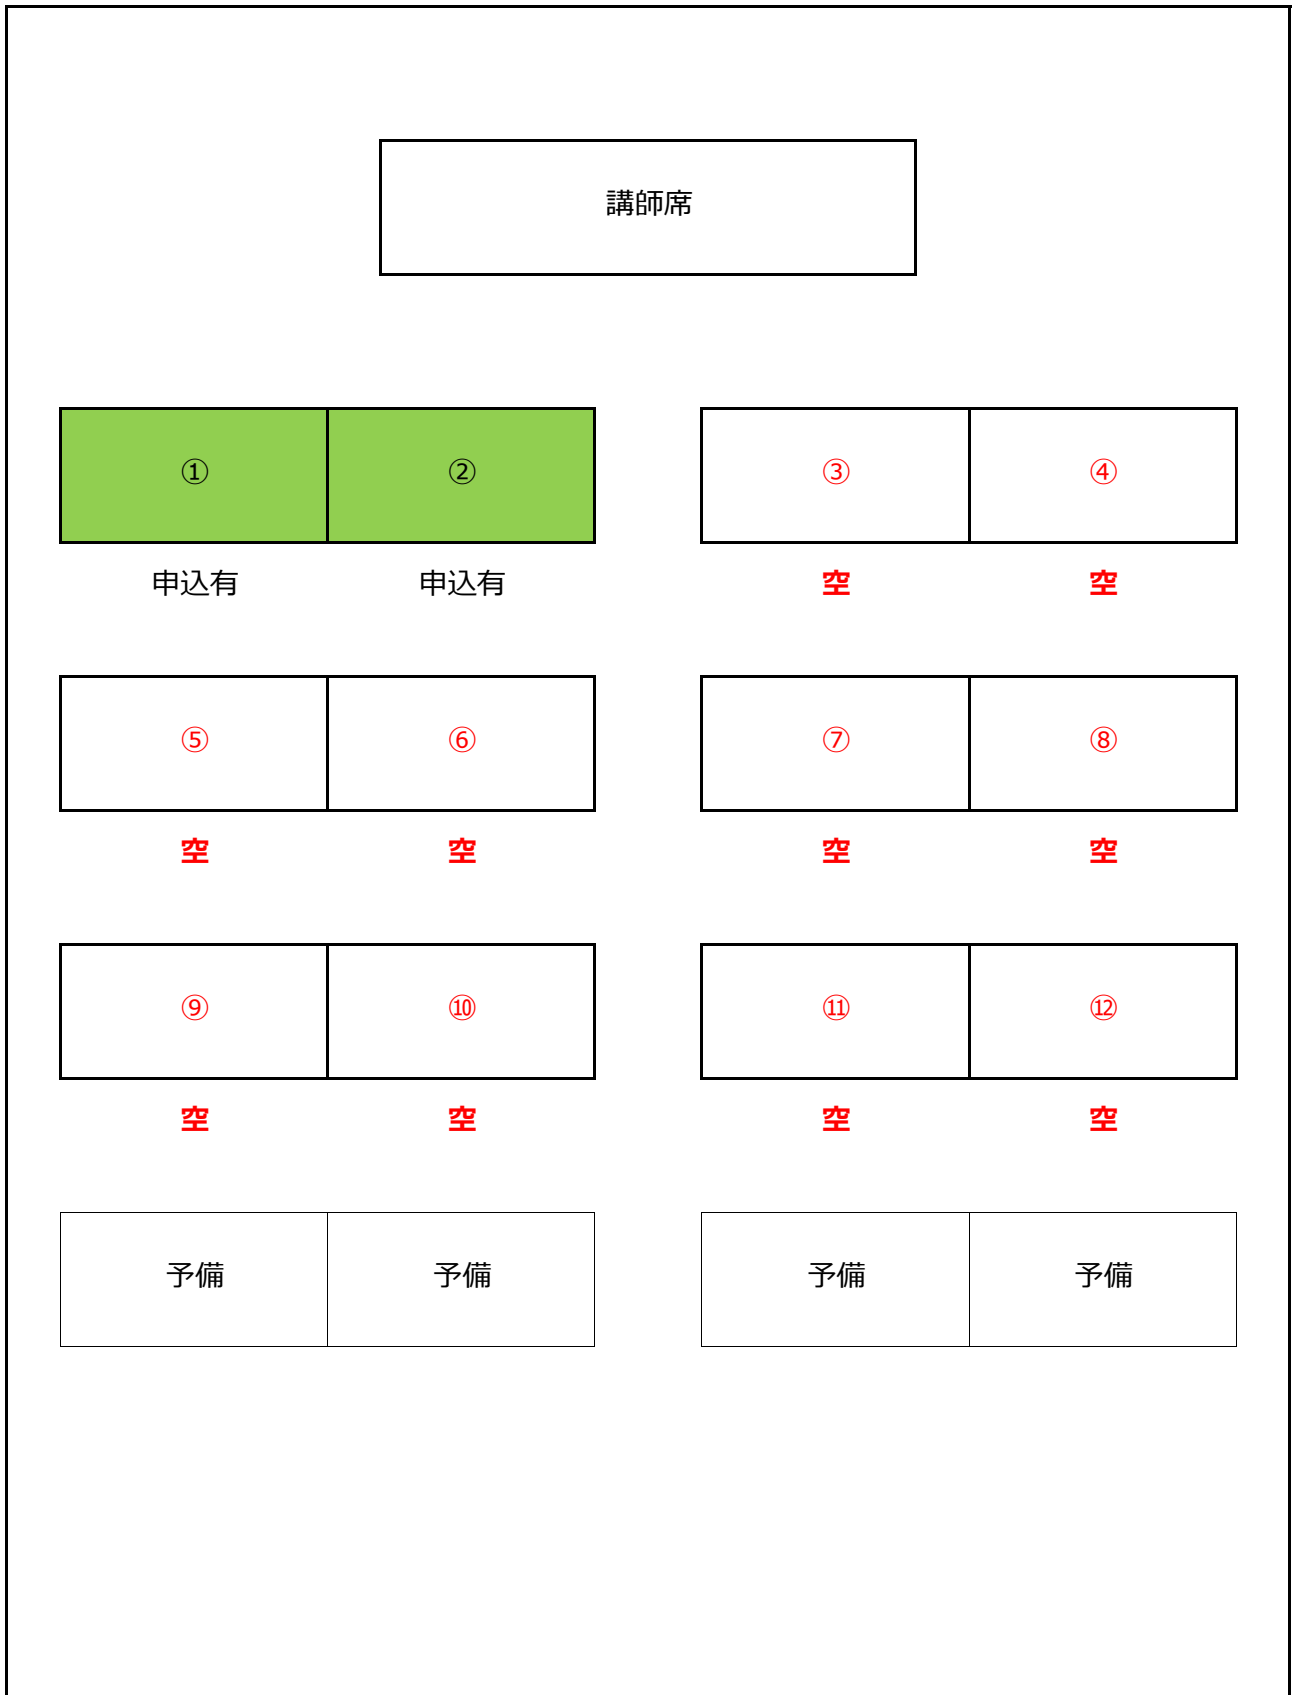 講師席
① ② ③ ④
申込有 申込有 空 空
⑤ ⑥ ⑦ ⑧
空 空 空 空
⑨ ⑩ ⑪ ⑫
空 空 空 空
予備 予備 予備 予備